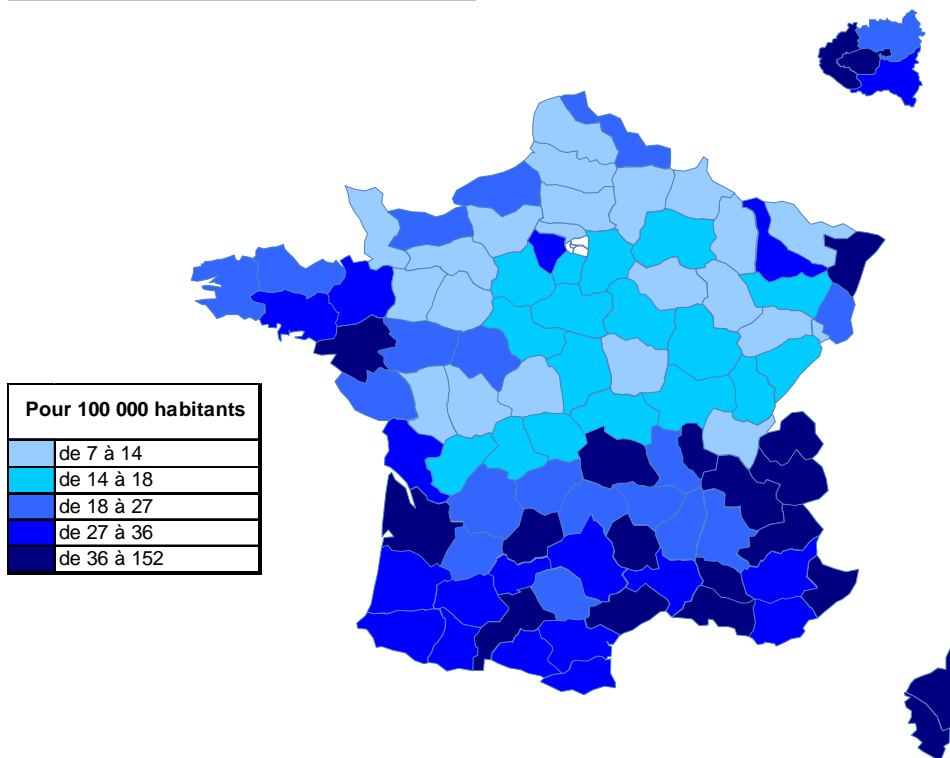 Pour 100 000 habitants
de 7 à 14
de 14 à 18
de 18 à 27
de 27 à 36
de 36 à 152